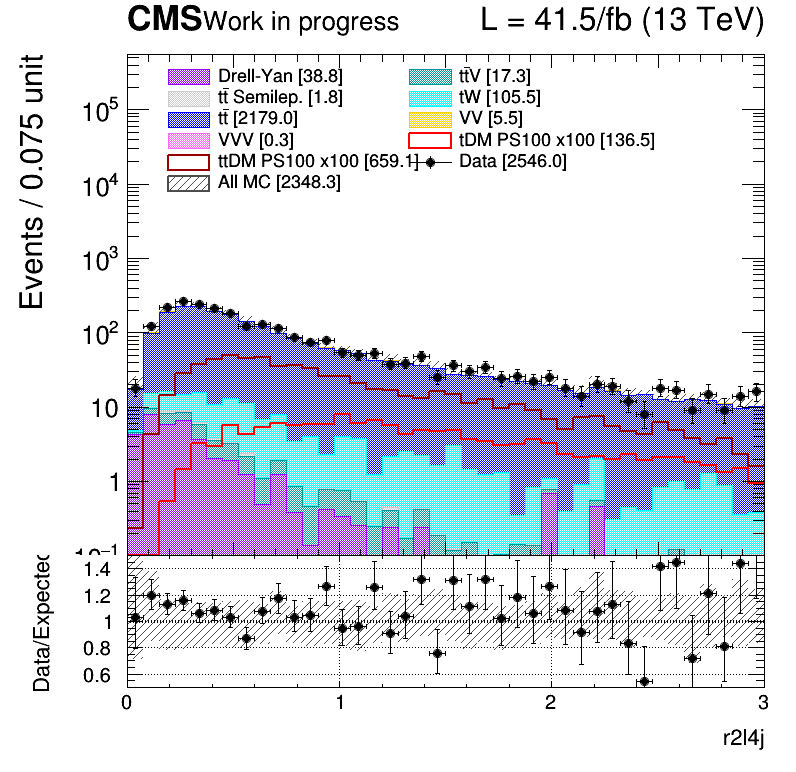 CMS Work in progress L = 41.5/fb (13 TeV)
Events / 0.075 unit
Drell-Yan [38.8] tt̄V [17.3]
tt̄ Semilep. [1.8] tW [105.5]
tt̄ [2179.0] VV [5.5]
VVV [0.3] tDM PS100 x100 [136.5]
ttDM PS100 x100 [659.1] Data [2546.0]
All MC [2348.3]
10⁵
10⁴
10³
10²
10
1
10⁻¹
Data/Expected
1.4
1.2
1
0.8
0.6
0 1 2 3
r2l4j